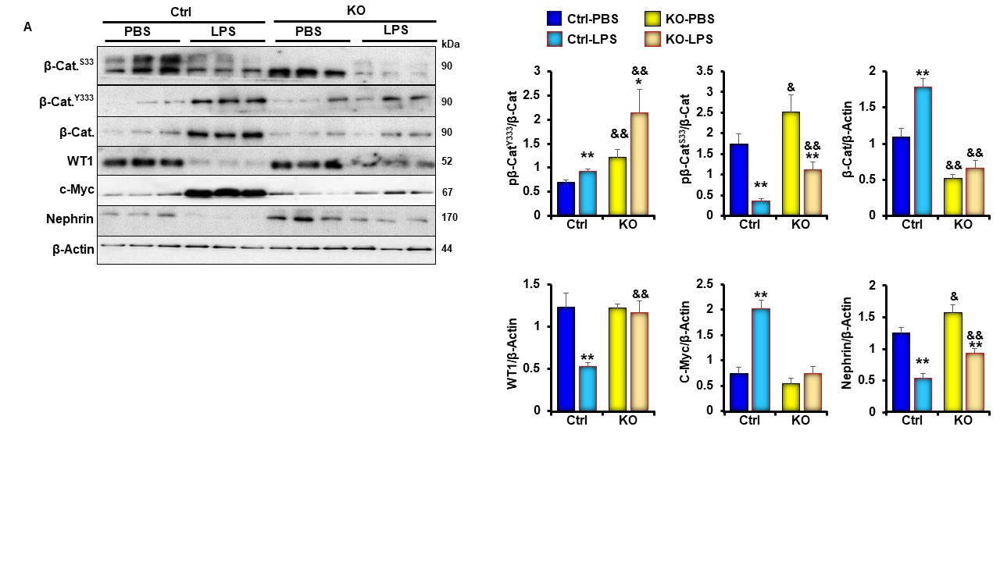 A
Ctrl KO
PBS LPS PBS LPS
kDa
β-Cat.S33 90
β-Cat.Y333 90
β-Cat. 90
WT1 52
c-Myc 67
Nephrin 170
β-Actin 44
Ctrl-PBS KO-PBS
Ctrl-LPS KO-LPS
pβ-CatY333/β-Cat
3
2.5
2
1.5
1
0.5
0
**
&&
&&
*
Ctrl KO
pβ-CatS33/β-Cat
3.5
3
2.5
2
1.5
1
0.5
0
**
&
&&
**
Ctrl KO
β-Cat/β-Actin
2
1.5
1
0.5
0
**
&&
&&
Ctrl KO
WT1/β-Actin
1.5
1
0.5
0
**
&&
Ctrl KO
C-Myc/β-Actin
2.5
2
1.5
1
0.5
0
**
Ctrl KO
Nephrin/β-Actin
2
1.5
1
0.5
0
**
&
&&
**
Ctrl KO